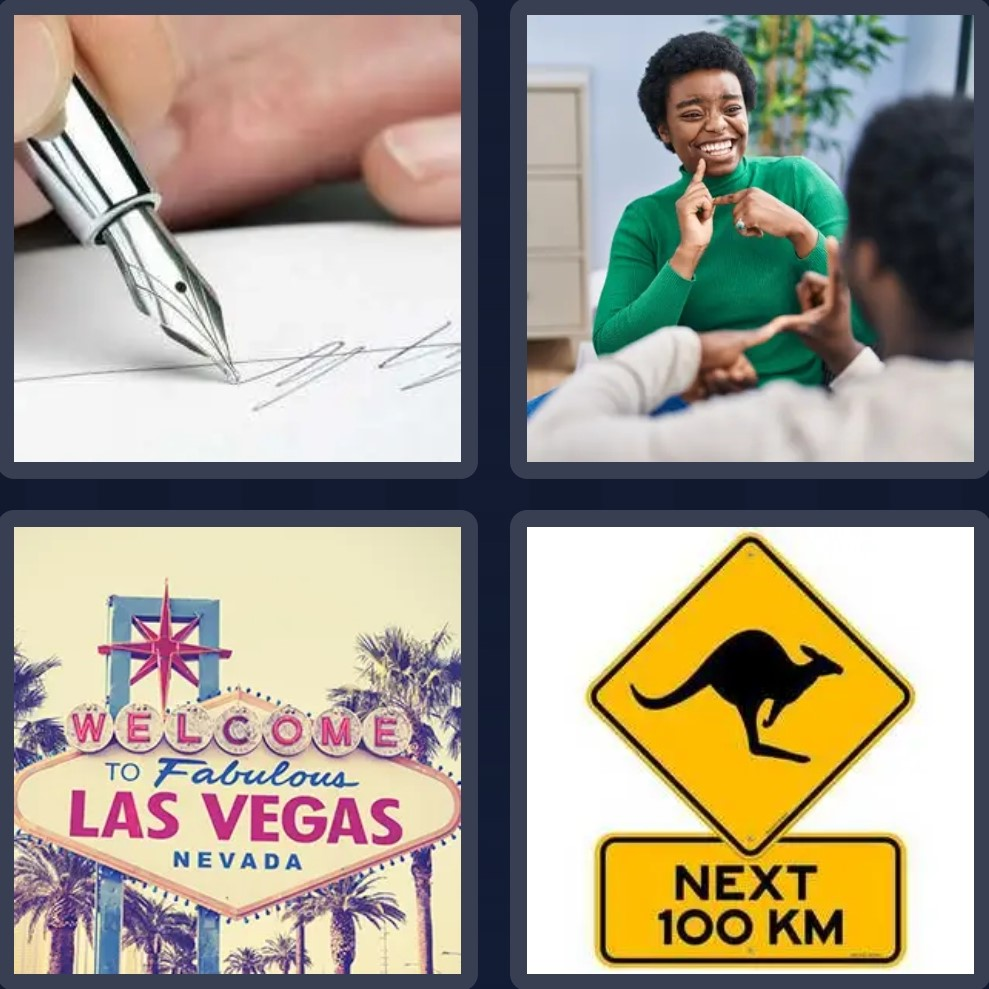 WELCOME
TO Fabulous
LAS VEGAS
NEVADA
NEXT
100 KM